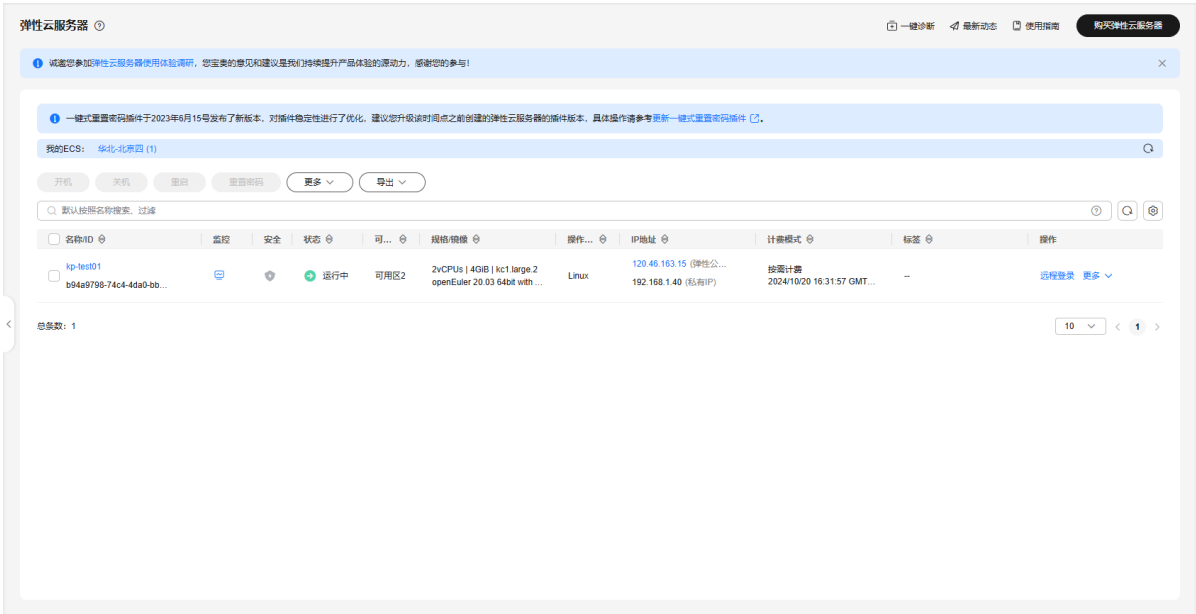 弹性云服务器
一键诊断 最新动态 使用指南 购买弹性云服务器
诚邀您参加弹性云服务器使用体验调研，您宝贵的意见和建议是我们持续提升产品体验的源动力，感谢您的参与！
一键式重置密码插件于2023年6月15号发布了新版本，对插件稳定性进行了优化，建议您升级该时间点之前创建的弹性云服务器的插件版本，具体操作请参考更新一键式重置密码插件。
我的ECS： 华北-北京四 (1)
开机 关机 重启 重置密码 更多 导出
默认按照名称搜索、过滤
名称/ID 监控 安全 状态 可... 规格/镜像 操作... IP地址 计费模式 标签 操作
kp-test01
b94a9798-74c4-4da0-bb...
运行中 可用区2
2vCPUs | 4GiB | kc1.large.2
openEuler 20.03 64bit with ...
Linux
120.46.163.15 (弹性公...
192.168.1.40 (私有IP)
按需计费
2024/10/20 16:31:57 GMT...
--
远程登录 更多
总条数：1
10 1